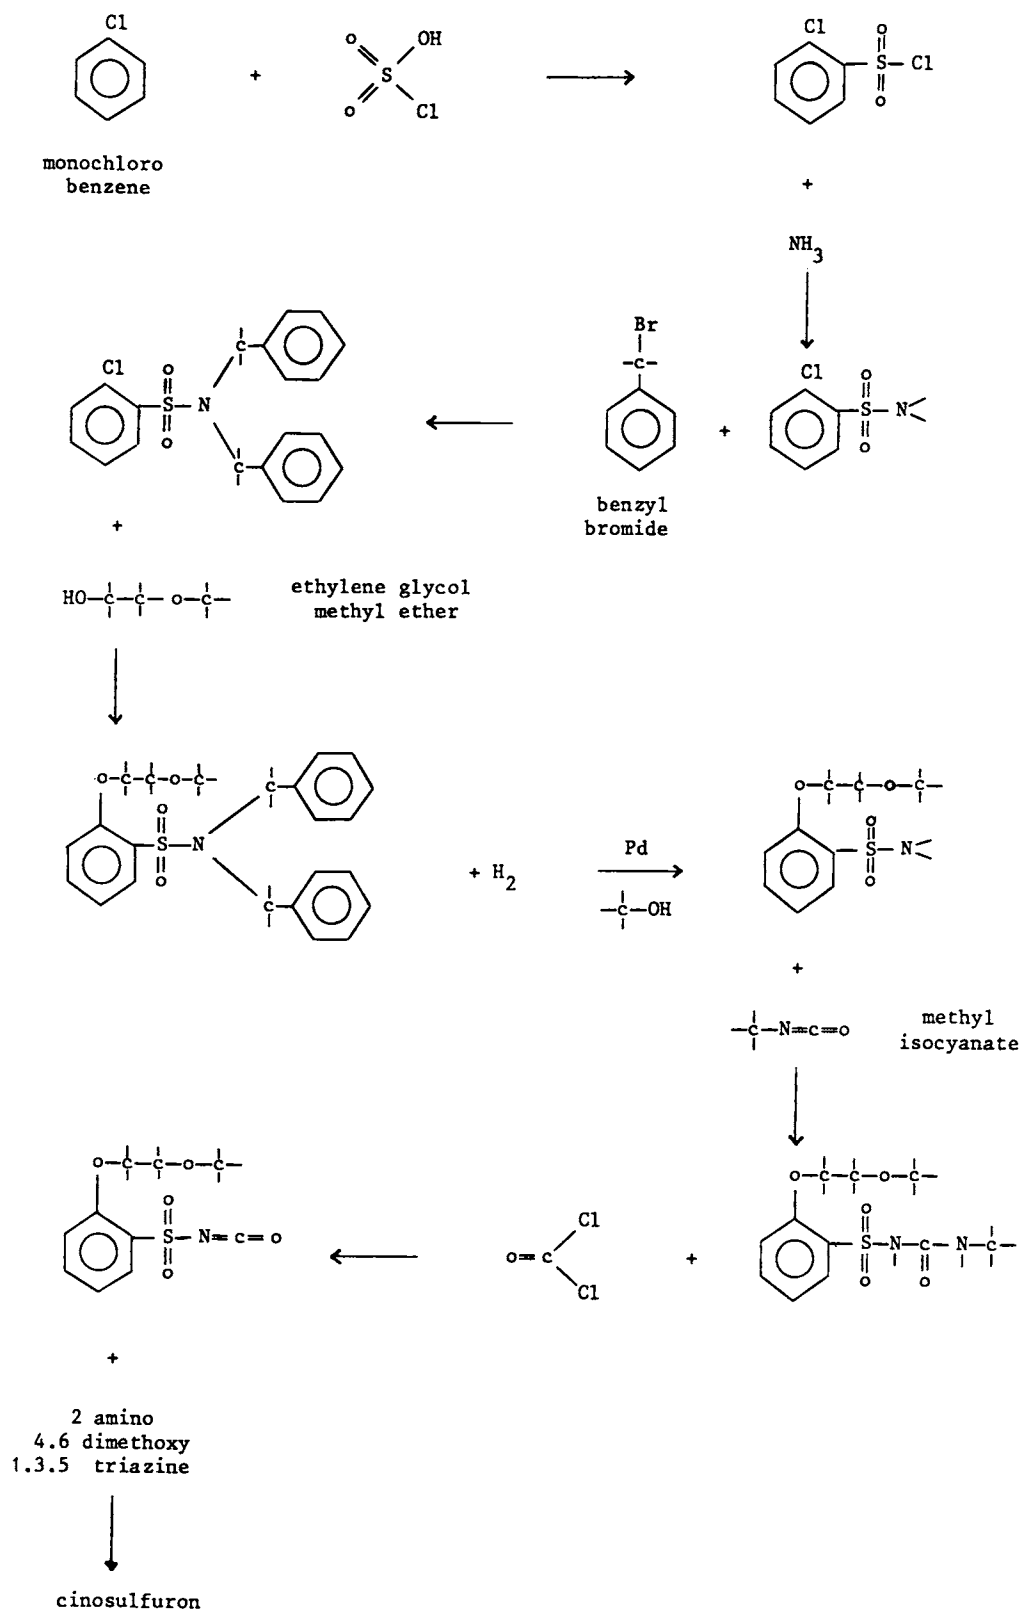 Cl
+
O
OH
S
O
Cl
Cl
O
S
Cl
O
monochloro
benzene
+
NH3
Cl
O
S
N
O
C
C
Br
C
+
Cl
O
S
N
O
benzyl
bromide
+
HO C C O C
ethylene glycol
methyl ether
O C C O C
O
S
N
O
C
C
+ H2
Pd
C OH
O C C O C
O
S
N
O
+
C N=C=O
methyl
isocyanate
O C C O C
O
S
N=C=O
O
Cl
O=C
Cl
+
O C C O C
O
S N C N C
O O
+
2 amino
4.6 dimethoxy
1.3.5 triazine
cinosulfuron